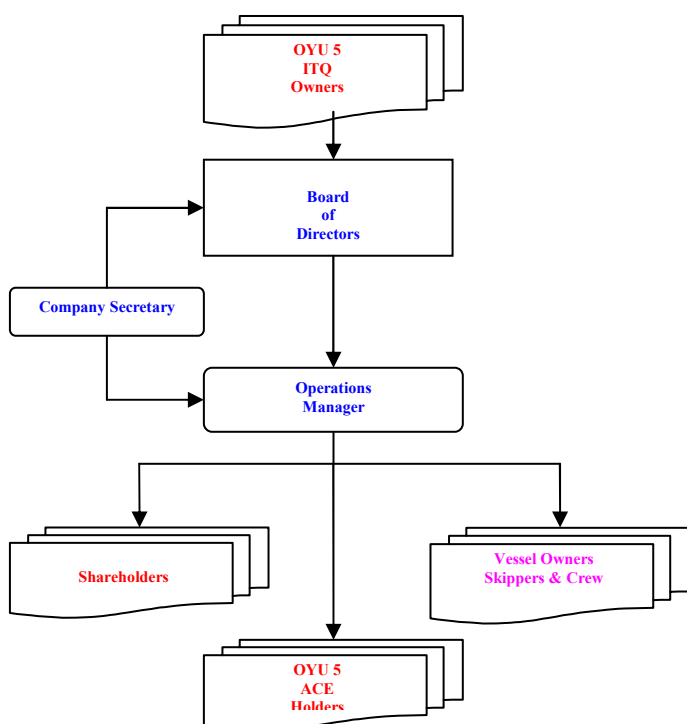 OYU 5
ITQ
Owners
Board
of
Directors
Company Secretary
Operations
Manager
Shareholders
Vessel Owners
Skippers & Crew
OYU 5
ACE
Holders